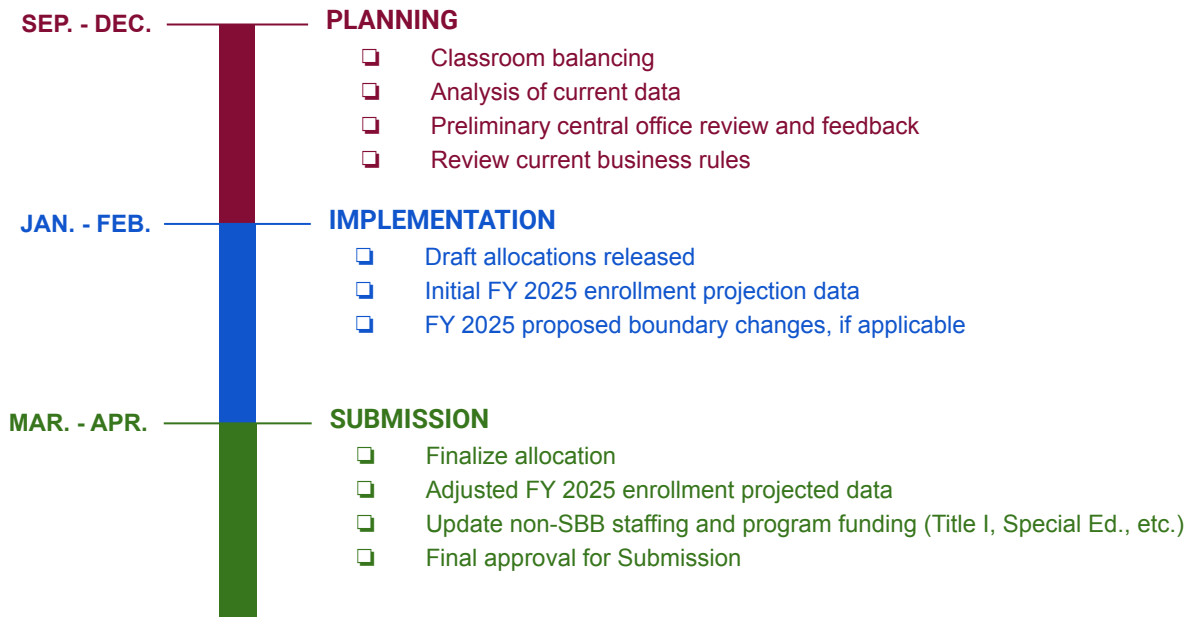 SEP. - DEC.
PLANNING
❏ Classroom balancing
❏ Analysis of current data
❏ Preliminary central office review and feedback
❏ Review current business rules
JAN. - FEB.
IMPLEMENTATION
❏ Draft allocations released
❏ Initial FY 2025 enrollment projection data
❏ FY 2025 proposed boundary changes, if applicable
MAR. - APR.
SUBMISSION
❏ Finalize allocation
❏ Adjusted FY 2025 enrollment projected data
❏ Update non-SBB staffing and program funding (Title I, Special Ed., etc.)
❏ Final approval for Submission